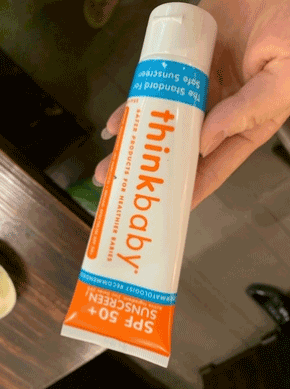 The Standard For
Safe Sunscreen
thinkbaby
SAFER PRODUCTS FOR HEALTHIER BABIES
DERMATOLOGIST RECOMMENDED
SPF 50+
SUNSCREEN